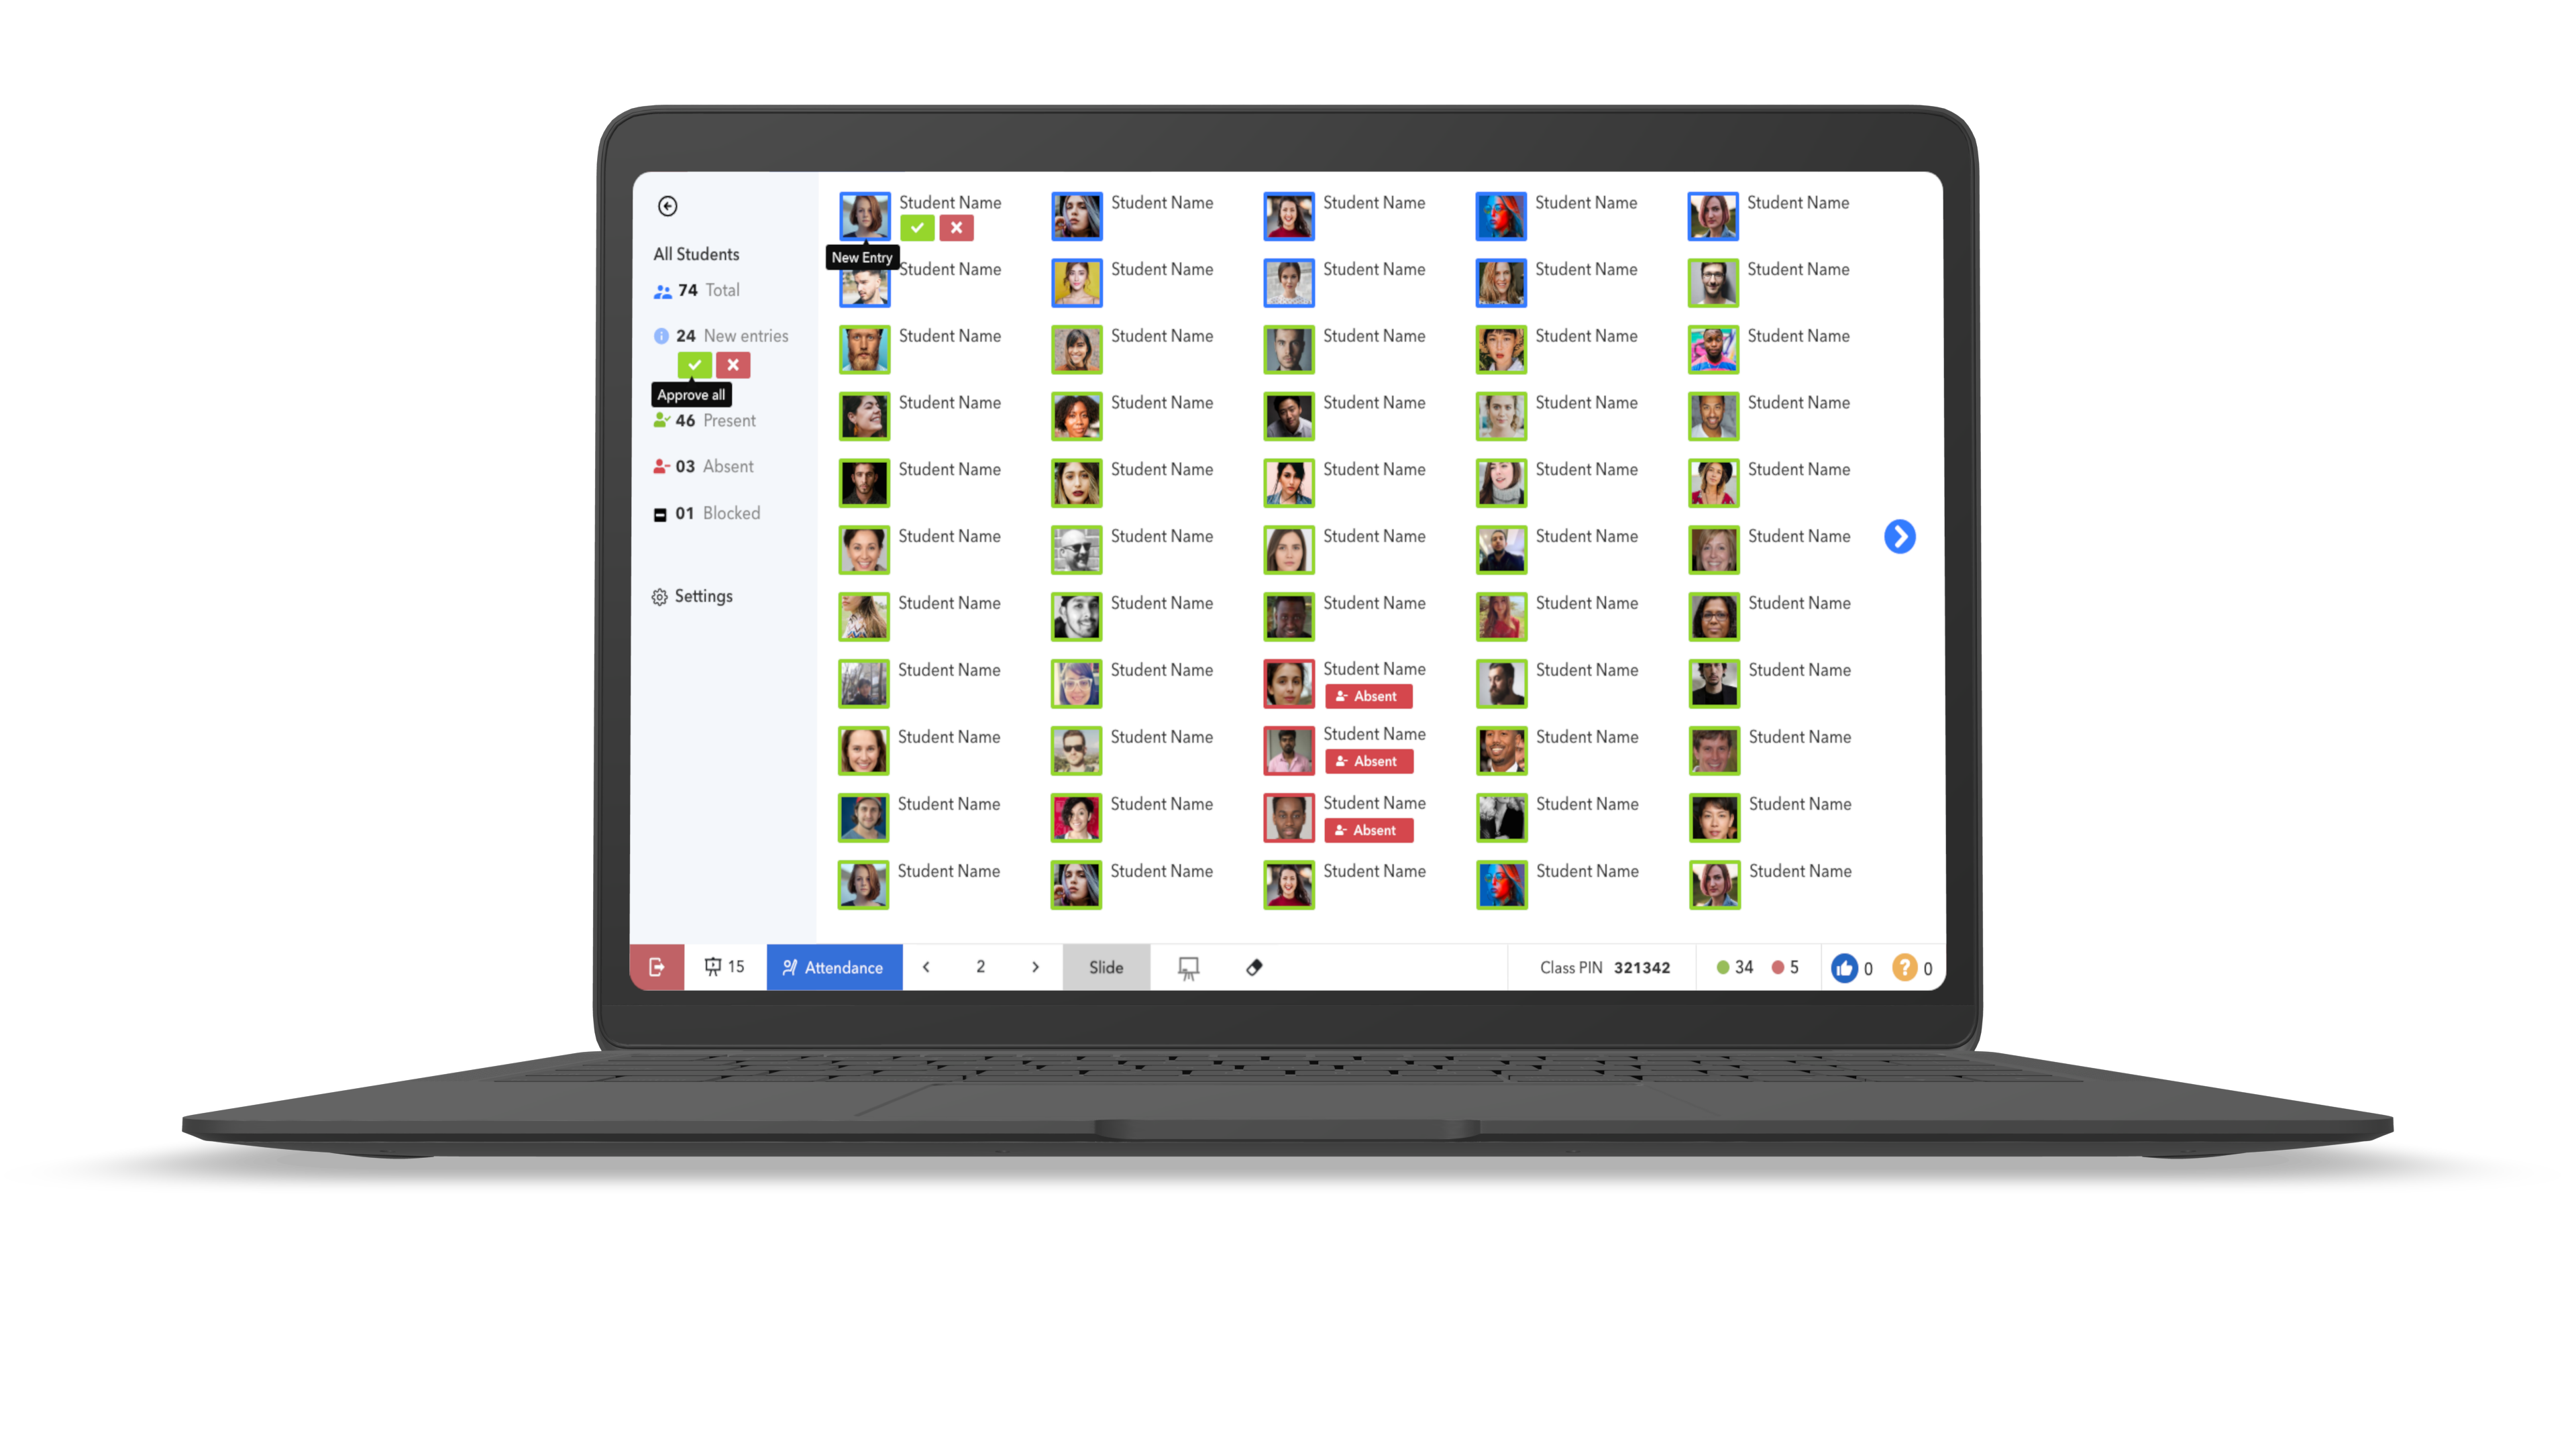 All Students
74 Total
24 New entries
Approve all
46 Present
03 Absent
01 Blocked
Settings
Student Name Student Name Student Name Student Name Student Name
New Entry
Student Name Student Name Student Name Student Name Student Name
Student Name Student Name Student Name Student Name Student Name
Student Name Student Name Student Name Student Name Student Name
Student Name Student Name Student Name Student Name Student Name
Student Name Student Name Student Name Student Name Student Name
Student Name Student Name Student Name Student Name Student Name
Student Name Student Name Student Name Student Name Student Name
Absent
Student Name Student Name Student Name Student Name Student Name
Absent
Student Name Student Name Student Name Student Name Student Name
Absent
Student Name Student Name Student Name Student Name Student Name
15 Attendance 2 Slide Class PIN 321342 34 5 0 ? 0